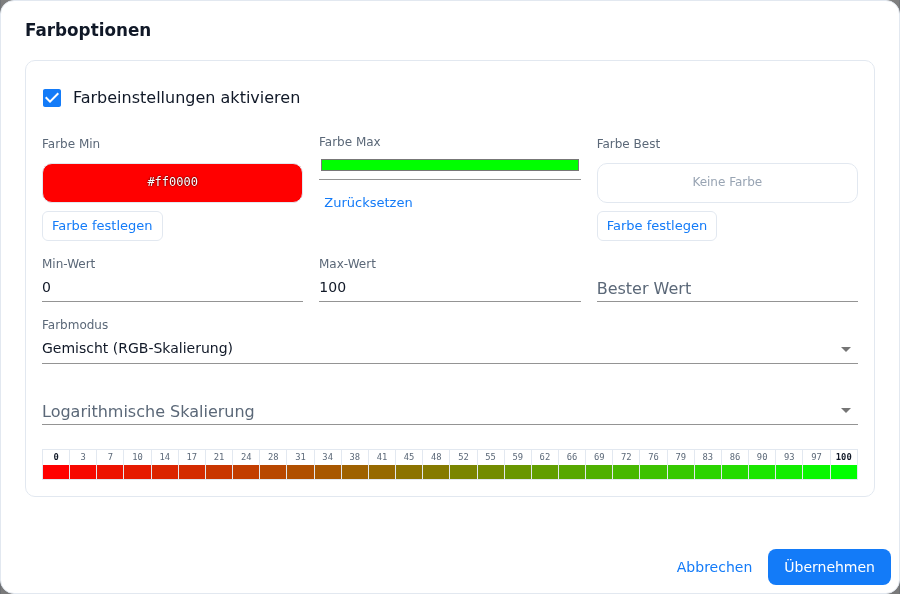 Farboptionen
Farbeinstellungen aktivieren
Farbe Min
Farbe Max
Farbe Best
#ff0000
Keine Farbe
Zurücksetzen
Farbe festlegen
Farbe festlegen
Min-Wert
Max-Wert
0
100
Bester Wert
Farbmodus
Gemischt (RGB-Skalierung)
Logarithmische Skalierung
0 3 7 10 14 17 21 24 28 31 34 38 41 45 48 52 55 59 62 66 69 72 76 79 83 86 90 93 97 100
Abbrechen
Übernehmen